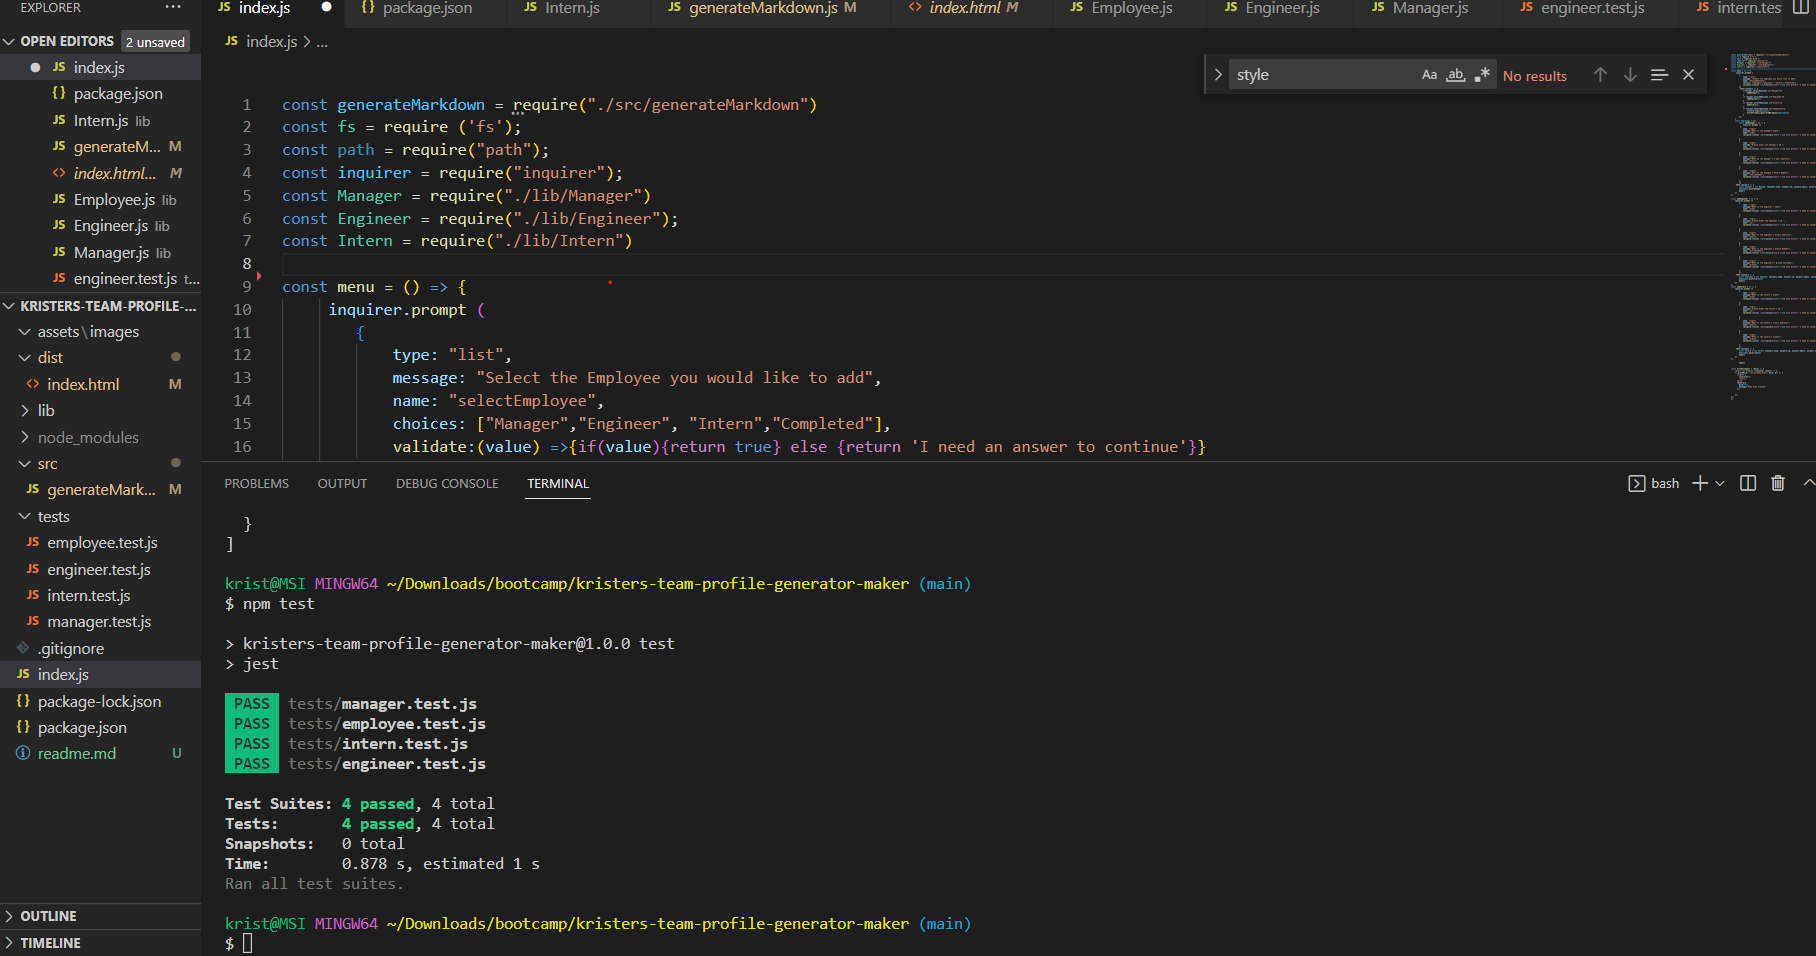 EXPLORER ···
OPEN EDITORS 2 unsaved
JS index.js
{} package.json
JS Intern.js lib
JS generateM... M
<> index.html... M
JS Employee.js lib
JS Engineer.js lib
JS Manager.js lib
JS engineer.test.js t...
KRISTERS-TEAM-PROFILE-...
assets\images
dist
<> index.html M
lib
node_modules
src
JS generateMark... M
tests
JS employee.test.js
JS engineer.test.js
JS intern.test.js
JS manager.test.js
.gitignore
JS index.js
{} package-lock.json
{} package.json
readme.md U
OUTLINE
TIMELINE
JS index.js {} package.json JS Intern.js JS generateMarkdown.js M <> index.html M JS Employee.js JS Engineer.js JS Manager.js JS engineer.test.js JS intern.tes
JS index.js > ...
style Aa ab .* No results
1 const generateMarkdown = require("./src/generateMarkdown")
2 const fs = require ('fs');
3 const path = require("path");
4 const inquirer = require("inquirer");
5 const Manager = require("./lib/Manager")
6 const Engineer = require("./lib/Engineer");
7 const Intern = require("./lib/Intern")
8
9 const menu = () => {
10 inquirer.prompt (
11 {
12 type: "list",
13 message: "Select the Employee you would like to add",
14 name: "selectEmployee",
15 choices: ["Manager","Engineer", "Intern","Completed"],
16 validate:(value) =>{if(value){return true} else {return 'I need an answer to continue'}}
PROBLEMS OUTPUT DEBUG CONSOLE TERMINAL bash
}
]
krist@MSI MINGW64 ~/Downloads/bootcamp/kristers-team-profile-generator-maker (main)
$ npm test
> kristers-team-profile-generator-maker@1.0.0 test
> jest
PASS tests/manager.test.js
PASS tests/employee.test.js
PASS tests/intern.test.js
PASS tests/engineer.test.js
Test Suites: 4 passed, 4 total
Tests: 4 passed, 4 total
Snapshots: 0 total
Time: 0.878 s, estimated 1 s
Ran all test suites.
krist@MSI MINGW64 ~/Downloads/bootcamp/kristers-team-profile-generator-maker (main)
$